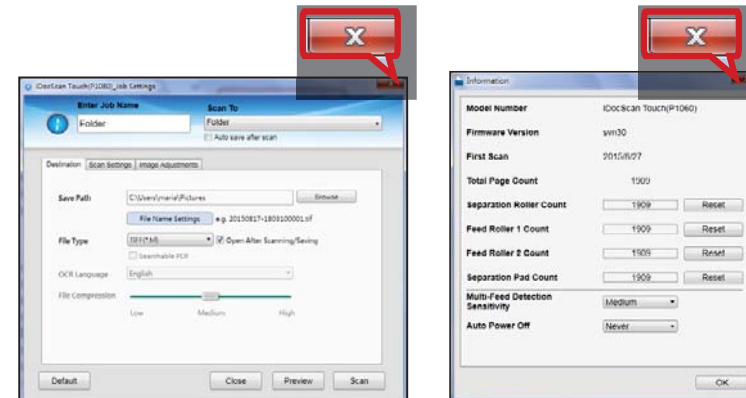 X
iDocScan Touch(P1060)_Job Settings
Enter Job Name
Scan To
Folder
Folder
Auto save after scan
Destination
Scan Settings
Image Adjustments
Save Path
C:\Users\maria\Pictures
Browse
File Name Settings
e.g. 20150817-1803100001.tif
File Type
TIFF(*.tif)
Open After Scanning/Saving
Searchable PDF
OCR Language
English
File Compression
Low
Medium
High
Default
Close
Preview
Scan
X
Information
Model Number
iDocScan Touch(P1060)
Firmware Version
svn30
First Scan
2015/8/27
Total Page Count
1909
Separation Roller Count
1909
Reset
Feed Roller 1 Count
1909
Reset
Feed Roller 2 Count
1909
Reset
Separation Pad Count
1909
Reset
Multi-Feed Detection
Sensitivity
Medium
Auto Power Off
Never
OK